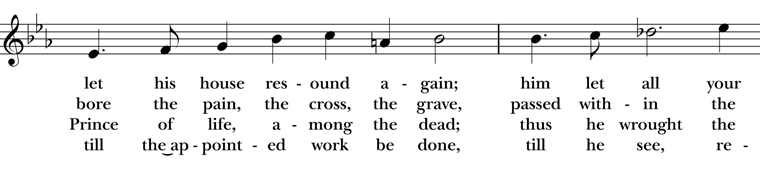 let his house res - ound a - gain; him let all your
bore the pain, the cross, the grave, passed with - in the
Prince of life, a - mong the dead; thus he wrought the
till the‿ap - point - ed work be done, till he see, re -